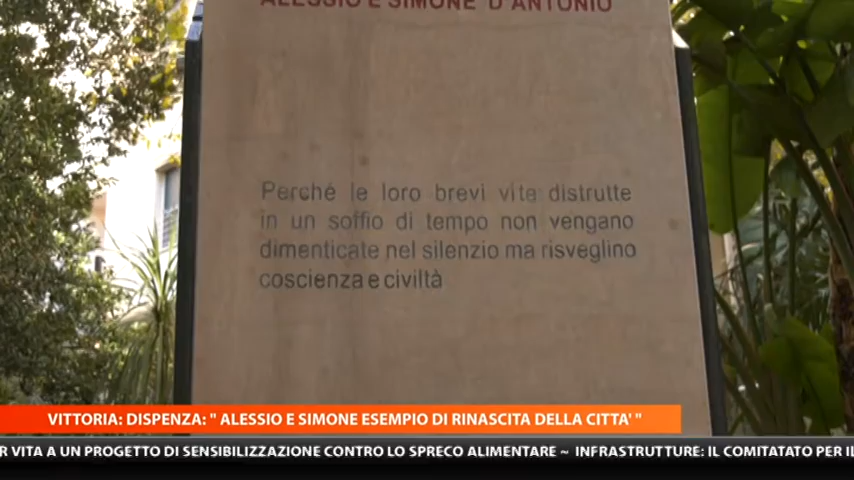 ALESSIO E SIMONE D'ANTONIO
Perché le loro brevi vite distrutte
in un soffio di tempo non vengano
dimenticate nel silenzio ma risveglino
coscienza e civiltà
VITTORIA: DISPENZA: " ALESSIO E SIMONE ESEMPIO DI RINASCITA DELLA CITTA' "
R VITA A UN PROGETTO DI SENSIBILIZZAZIONE CONTRO LO SPRECO ALIMENTARE ~ INFRASTRUTTURE: IL COMITATATO PER IL